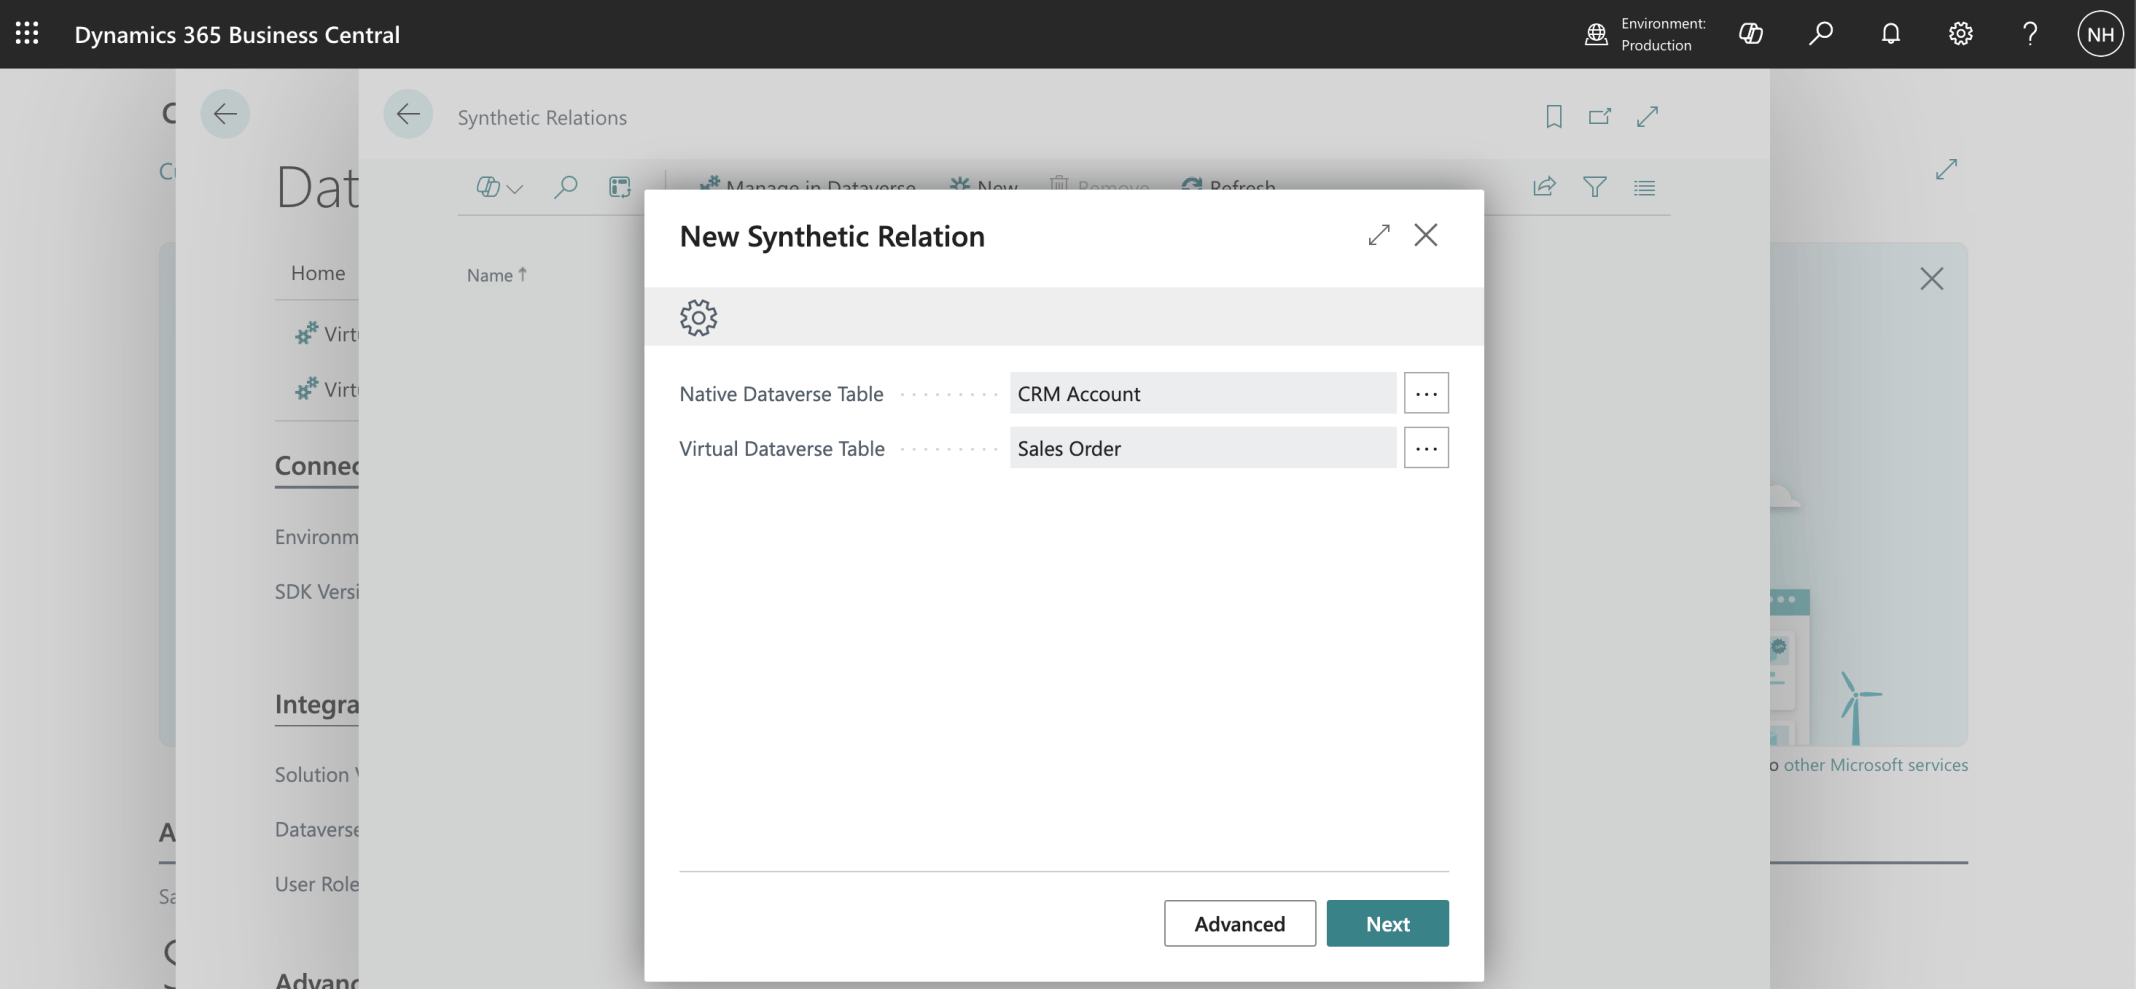 Dynamics 365 Business Central
Environment:
Production
NH
Synthetic Relations
Manage in Dataverse
New
Remove
Refresh
Dat
New Synthetic Relation
Home
Name ↑
Virt
Virt
Native Dataverse Table
CRM Account
...
Virtual Dataverse Table
Sales Order
...
Connec
Environm
SDK Versi
Integra
Solution
Dataverse
User Role
Advanc
o other Microsoft services
A
Sa
Advanced
Next